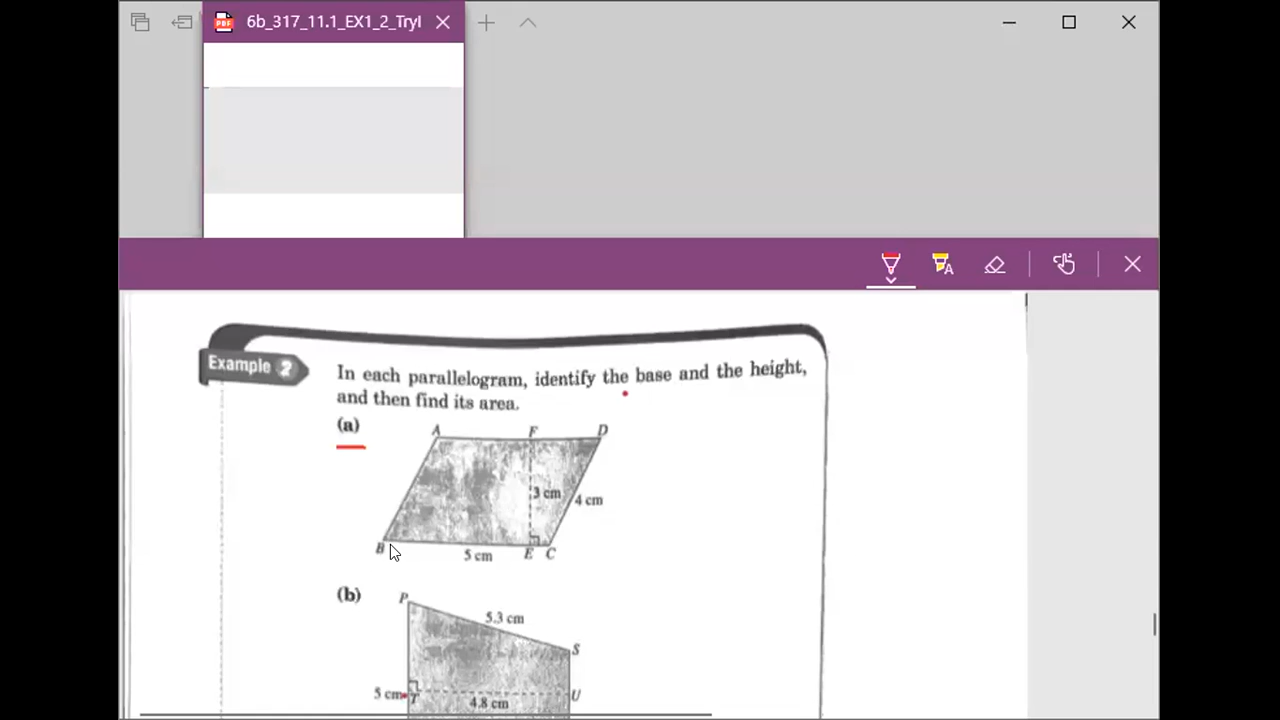 6b_317_11.1_EX1_2_Tryl
Example 2
In each parallelogram, identify the base and the height,
and then find its area.
(a)
A F D
3 cm
4 cm
B 5 cm E C
(b)
P
5.3 cm
S
5 cm T 4.8 cm U